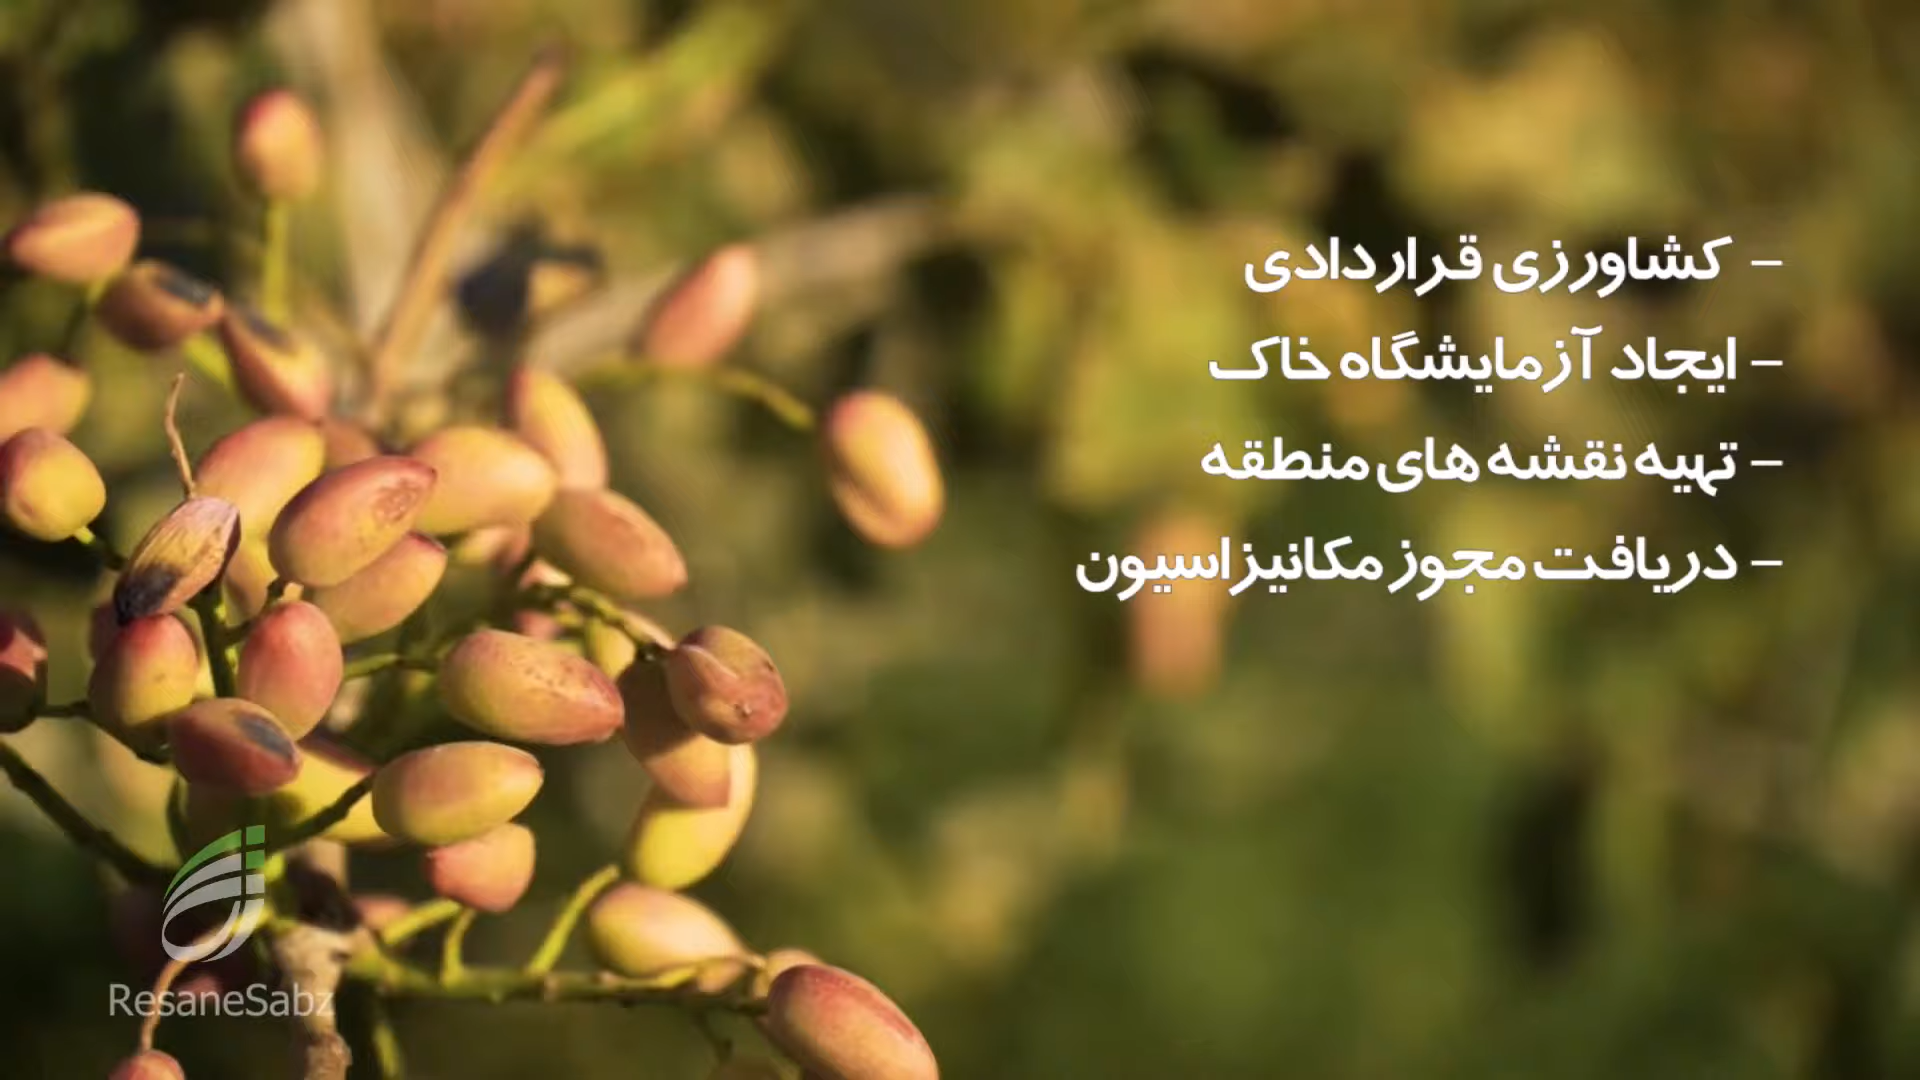 – کشاورزی قراردادی
– ایجاد آزمایشگاه خاک
– تهیه نقشه های منطقه
– دریافت مجوز مکانیزاسیون
ResaneSabz